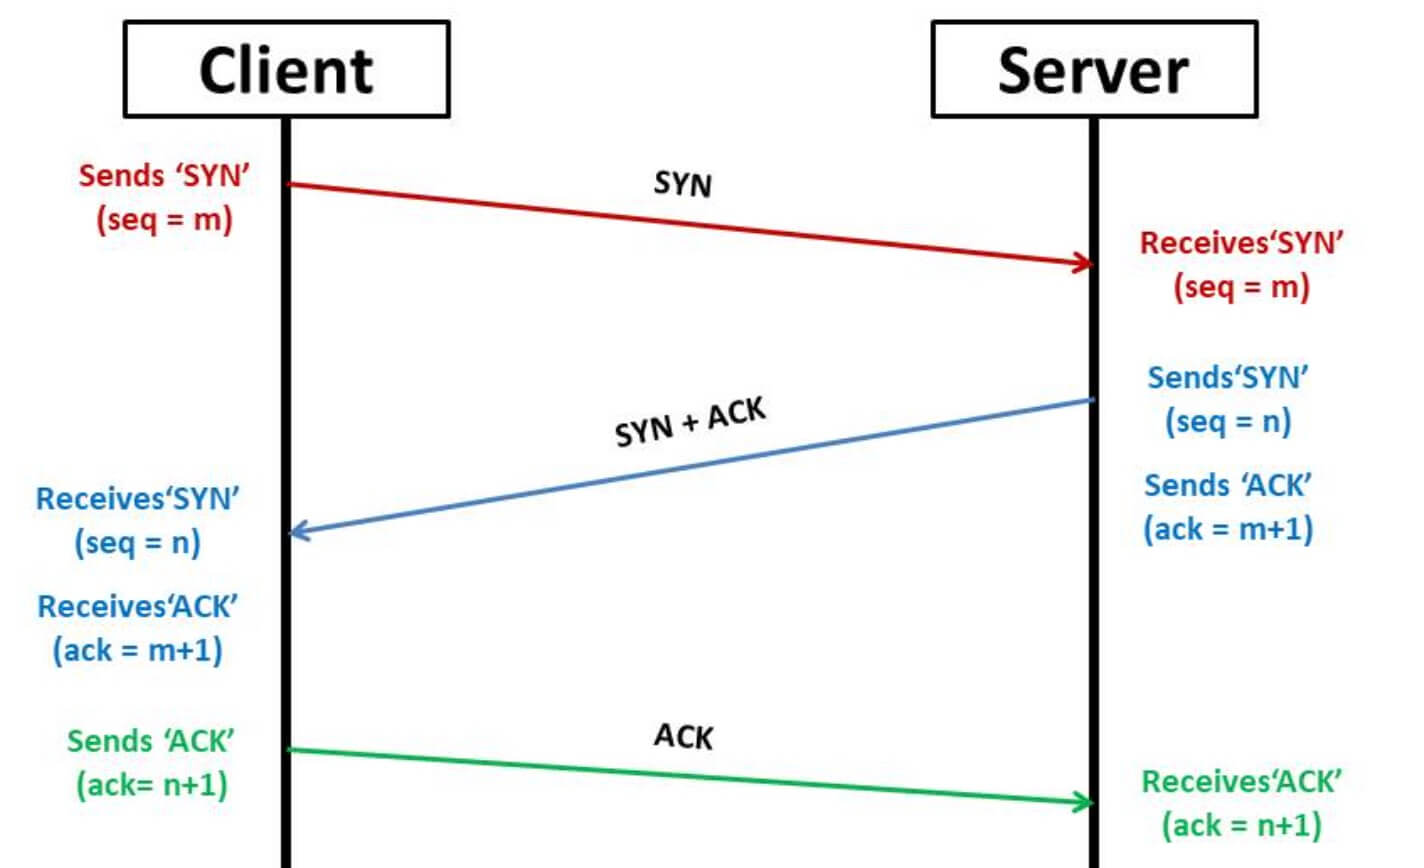 Client
Server
Sends ‘SYN’
(seq = m)
SYN
Receives‘SYN’
(seq = m)
Sends‘SYN’
(seq = n)
SYN + ACK
Sends ‘ACK’
(ack = m+1)
Receives‘SYN’
(seq = n)
Receives‘ACK’
(ack = m+1)
Sends ‘ACK’
(ack= n+1)
ACK
Receives‘ACK’
(ack = n+1)